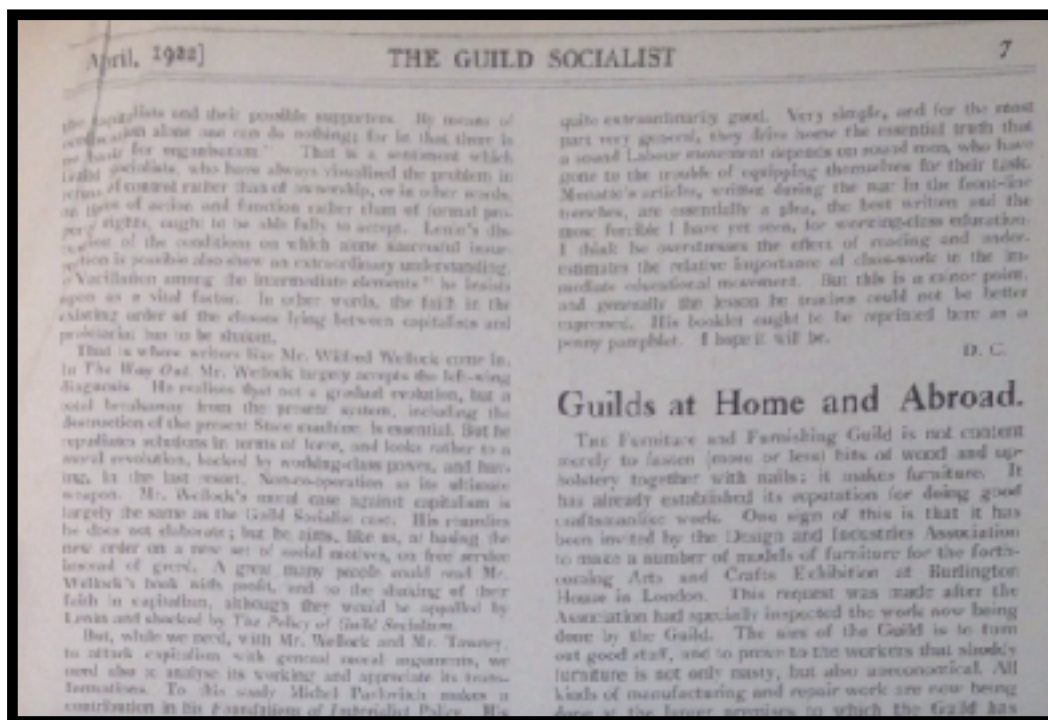 April, 1922]
THE GUILD SOCIALIST
7
the capitalists and their possible supporters. By means of
alone one can do nothing; for in that there is
no basis for organisation." That is a sentiment which
Guild Socialists, who have always visualised the problem in
terms of control rather than of ownership, or in other words,
in terms of action and function rather than of formal pro-
perty rights, ought to be able fully to accept. Lenin's dis-
cussion of the conditions on which alone successful insur-
rection is possible also show an extraordinary understanding.
"Vacillation among the intermediate elements" he insists
upon as a vital factor. In other words, the faith in the
existing order of the classes lying between capitalists and
proletariat has to be shaken.
That is where writers like Mr. Wilfred Wellock come in.
In The Way Out Mr. Wellock largely accepts the left-wing
diagnosis. He realises that not a gradual evolution, but a
total breakaway from the present system, including the
destruction of the present State machine is essential. But he
repudiates solutions in terms of force, and looks rather to a
moral revolution, backed by working-class power, and hav-
ing, in the last resort, Non-co-operation as its ultimate
weapon. Mr. Wellock's moral case against capitalism is
largely the same as the Guild Socialist case. His remedies
he does not elaborate; but he aims, like us, at basing the
new order on a new set of social motives, on free service
instead of greed. A great many people could read Mr.
Wellock's book with profit, and to the shaking of their
faith in capitalism, although they would be appalled by
Lenin and shocked by The Policy of Guild Socialism.
But, while we need, with Mr. Wellock and Mr. Tawney,
to attack capitalism with general moral arguments, we
need also to analyse its working and appreciate its trans-
formations. To this study Michel Pavlovitch makes a
contribution in his Foundations of Imperialist Policy. His
quite extraordinarily good. Very simple, and for the most
part very general, they drive home the essential truth that
a sound Labour movement depends on sound men, who have
gone to the trouble of equipping themselves for their task.
articles, written during the war in the front-line
trenches, are essentially a plea, the best written and the
most forcible I have yet seen, for working-class education.
I think he overstresses the effect of reading and under-
estimates the relative importance of class-work in the im-
mediate educational movement. But this is a minor point,
and generally the lesson he teaches could not be better
expressed. His booklet ought to be reprinted here as a
penny pamphlet. I hope it will be.
D. C.
Guilds at Home and Abroad.
THE Furniture and Furnishing Guild is not content
merely to fasten (more or less) bits of wood and up-
holstery together with nails; it makes furniture. It
has already established its reputation for doing good
craftsmanlike work. One sign of this is that it has
been invited by the Design and Industries Association
to make a number of models of furniture for the forth-
coming Arts and Crafts Exhibition at Burlington
House in London. This request was made after the
Association had specially inspected the work now being
done by the Guild. The aim of the Guild is to turn
out good stuff, and to prove to the workers that shoddy
furniture is not only nasty, but also uneconomical. All
kinds of manufacturing and repair work are now being
done at the larger premises to which the Guild has